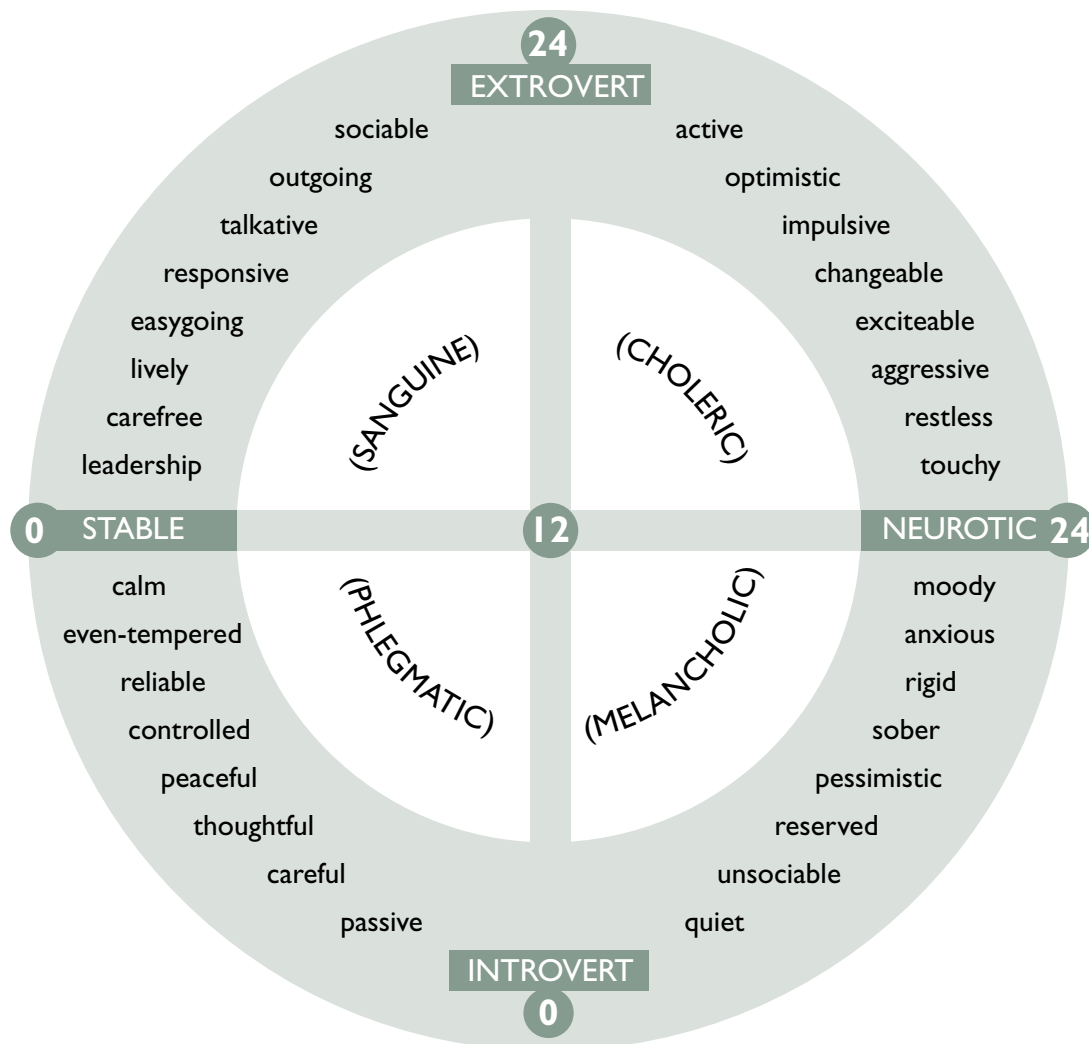 24
EXTROVERT
sociable
active
outgoing
optimistic
talkative
impulsive
responsive
changeable
easygoing
exciteable
lively
aggressive
carefree
restless
leadership
touchy
(SANGUINE)
(CHOLERIC)
0 STABLE
12
NEUROTIC 24
(PHLEGMATIC)
(MELANCHOLIC)
calm
moody
even-tempered
anxious
reliable
rigid
controlled
sober
peaceful
pessimistic
thoughtful
reserved
careful
unsociable
passive
quiet
INTROVERT
0